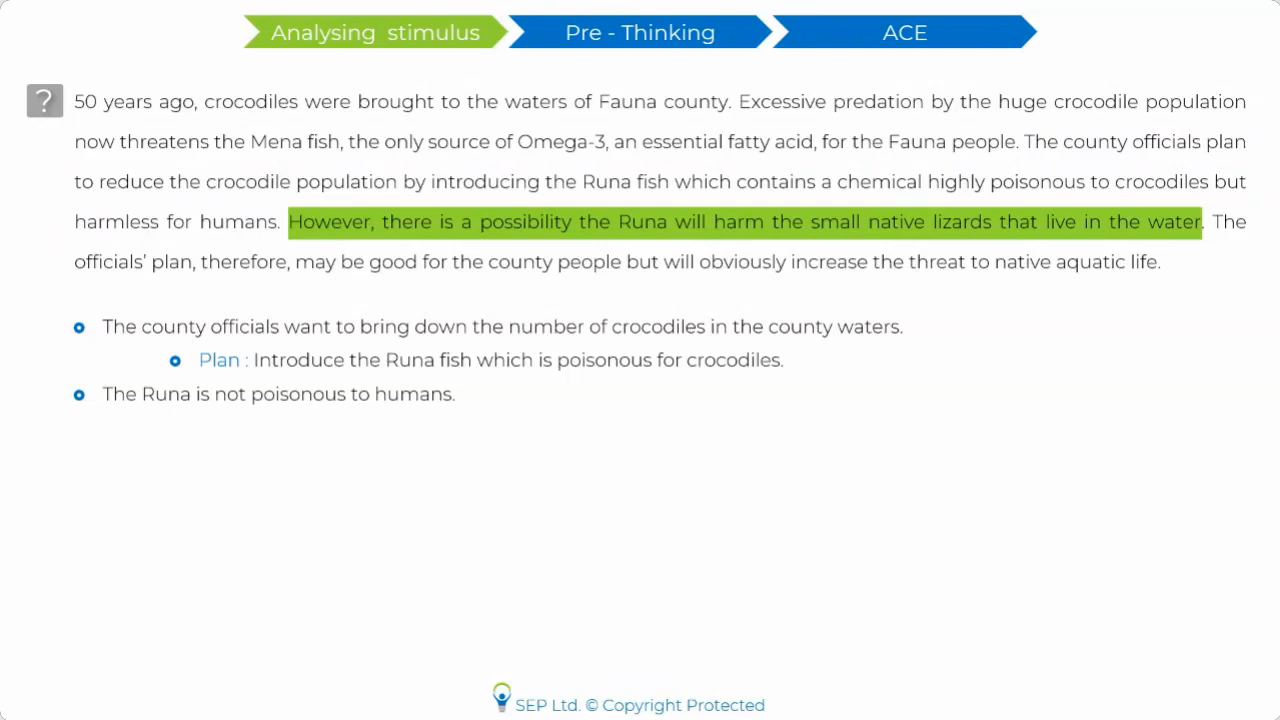 Analysing stimulus
Pre - Thinking
ACE
?
50 years ago, crocodiles were brought to the waters of Fauna county. Excessive predation by the huge crocodile population
now threatens the Mena fish, the only source of Omega-3, an essential fatty acid, for the Fauna people. The county officials plan
to reduce the crocodile population by introducing the Runa fish which contains a chemical highly poisonous to crocodiles but
harmless for humans. However, there is a possibility the Runa will harm the small native lizards that live in the water. The
officials' plan, therefore, may be good for the county people but will obviously increase the threat to native aquatic life.
The county officials want to bring down the number of crocodiles in the county waters.
Plan : Introduce the Runa fish which is poisonous for crocodiles.
The Runa is not poisonous to humans.
SEP Ltd. © Copyright Protected